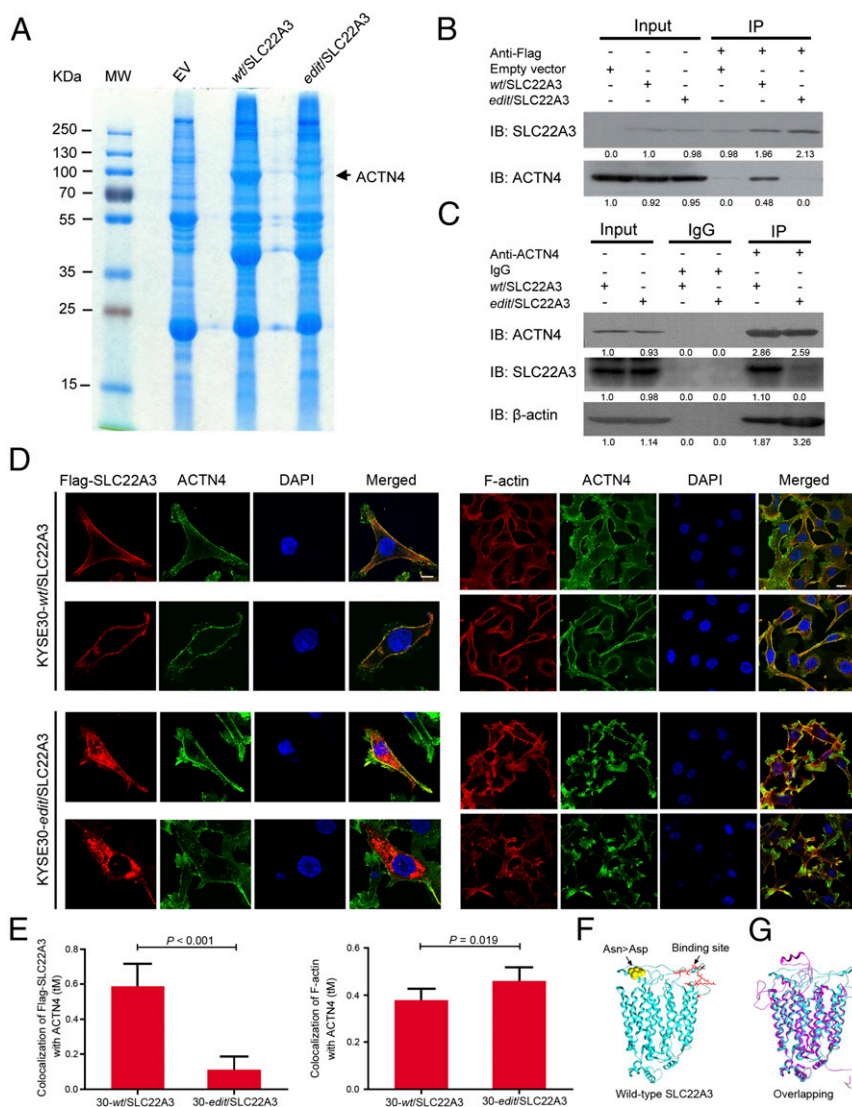 A
KDa MW EV wt/SLC22A3 edit/SLC22A3
250
130
100
70
55
35
25
15
ACTN4
B
Input IP
Anti-Flag - - - + + +
Empty vector + - - + - -
wt/SLC22A3 - + - - + -
edit/SLC22A3 - - + - - +
IB: SLC22A3
0.0 1.0 0.98 0.98 1.96 2.13
IB: ACTN4
1.0 0.92 0.95 0.0 0.48 0.0
C
Input IgG IP
Anti-ACTN4 - - - - + +
IgG - - + + - -
wt/SLC22A3 + - + - + -
edit/SLC22A3 - + - + - +
IB: ACTN4
1.0 0.93 0.0 0.0 2.86 2.59
IB: SLC22A3
1.0 0.98 0.0 0.0 1.10 0.0
IB: β-actin
1.0 1.14 0.0 0.0 1.87 3.26
D
Flag-SLC22A3 ACTN4 DAPI Merged F-actin ACTN4 DAPI Merged
KYSE30-wt/SLC22A3
KYSE30-edit/SLC22A3
E
Colocalization of Flag-SLC22A3
with ACTN4 (tM)
0.9
0.6
0.3
0.0
P < 0.001
30-wt/SLC22A3 30-edit/SLC22A3
Colocalization of F-actin
with ACTN4 (tM)
0.6
0.4
0.2
0.0
P = 0.019
30-wt/SLC22A3 30-edit/SLC22A3
F
Asn>Asp Binding site
Wild-type SLC22A3
G
Overlapping